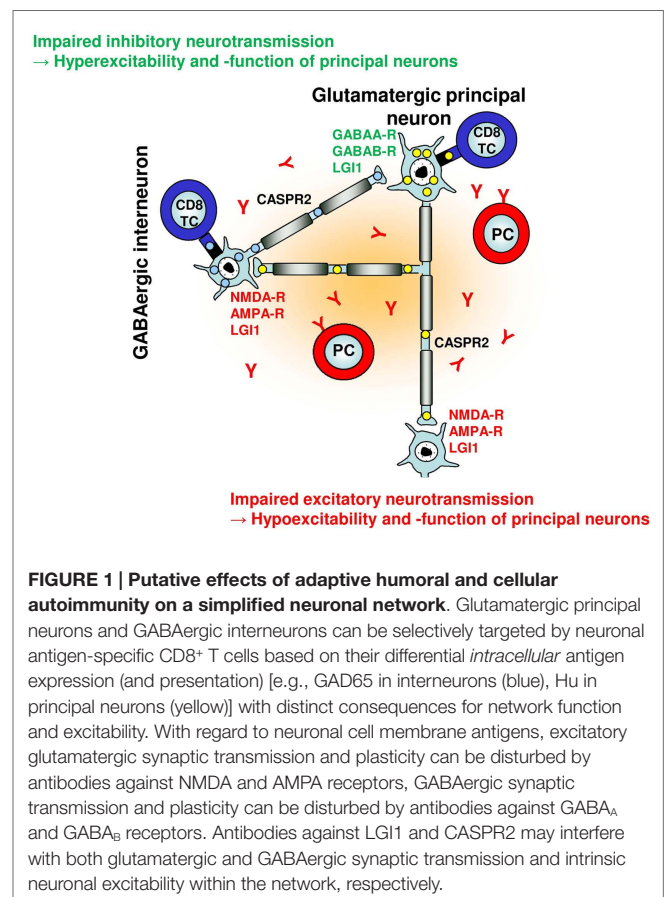 Impaired inhibitory neurotransmission
→ Hyperexcitability and -function of principal neurons
Glutamatergic principal
neuron
GABAA-R
GABAB-R
LGI1
CD8
TC
GABAergic interneuron
CD8
TC
CASPR2
Y
Y
Y
Y
Y
PC
NMDA-R
AMPA-R
LGI1
Y
Y
Y
Y
Y
PC
CASPR2
Y
Y
Y
NMDA-R
AMPA-R
LGI1
Impaired excitatory neurotransmission
→ Hypoexcitability and -function of principal neurons
FIGURE 1 | Putative effects of adaptive humoral and cellular
autoimmunity on a simplified neuronal network. Glutamatergic principal
neurons and GABAergic interneurons can be selectively targeted by neuronal
antigen-specific CD8⁺ T cells based on their differential intracellular antigen
expression (and presentation) [e.g., GAD65 in interneurons (blue), Hu in
principal neurons (yellow)] with distinct consequences for network function
and excitability. With regard to neuronal cell membrane antigens, excitatory
glutamatergic synaptic transmission and plasticity can be disturbed by
antibodies against NMDA and AMPA receptors, GABAergic synaptic
transmission and plasticity can be disturbed by antibodies against GABA_A
and GABA_B receptors. Antibodies against LGI1 and CASPR2 may interfere
with both glutamatergic and GABAergic synaptic transmission and intrinsic
neuronal excitability within the network, respectively.